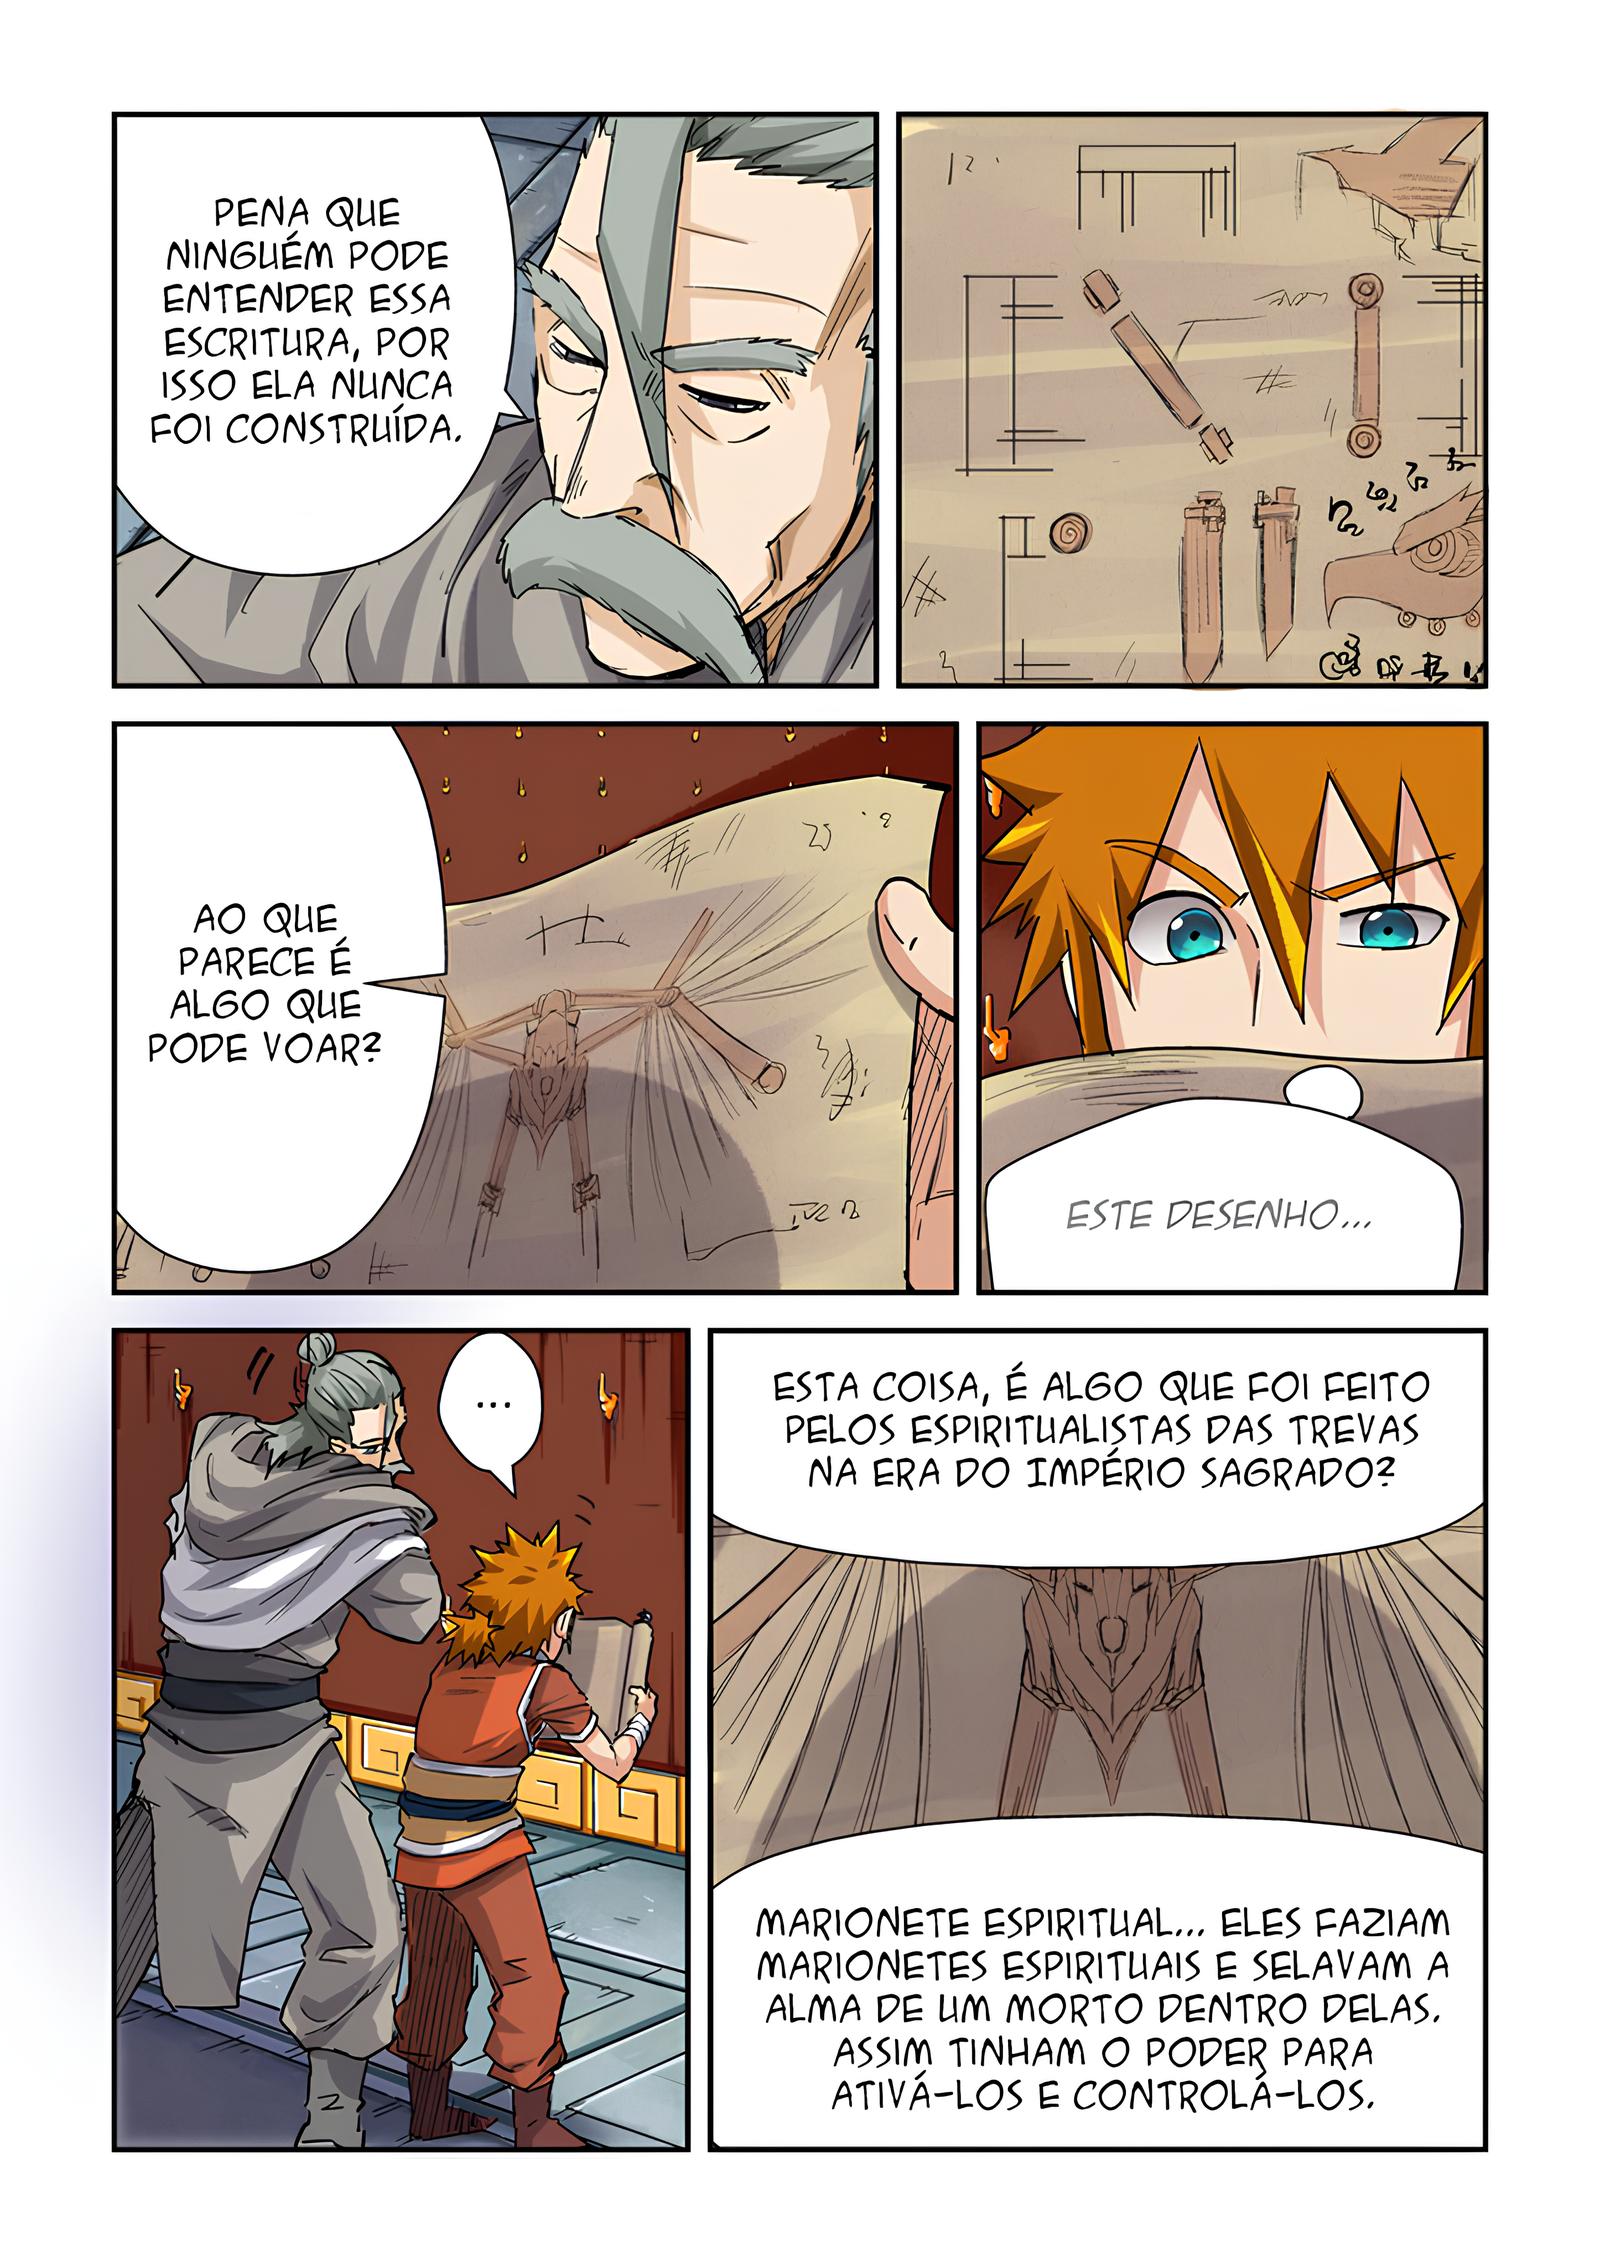 PENA QUE
NINGUÉM PODE
ENTENDER ESSA
ESCRITURA, POR
ISSO ELA NUNCA
FOI CONSTRUÍDA.
AO QUE
PARECE É
ALGO QUE
PODE VOAR?
ESTE DESENHO...
...
ESTA COISA, É ALGO QUE FOI FEITO
PELOS ESPIRITUALISTAS DAS TREVAS
NA ERA DO IMPÉRIO SAGRADO?
MARIONETE ESPIRITUAL... ELES FAZIAM
MARIONETES ESPIRITUAIS E SELAVAM A
ALMA DE UM MORTO DENTRO DELAS.
ASSIM TINHAM O PODER PARA
ATIVÁ-LOS E CONTROLÁ-LOS.